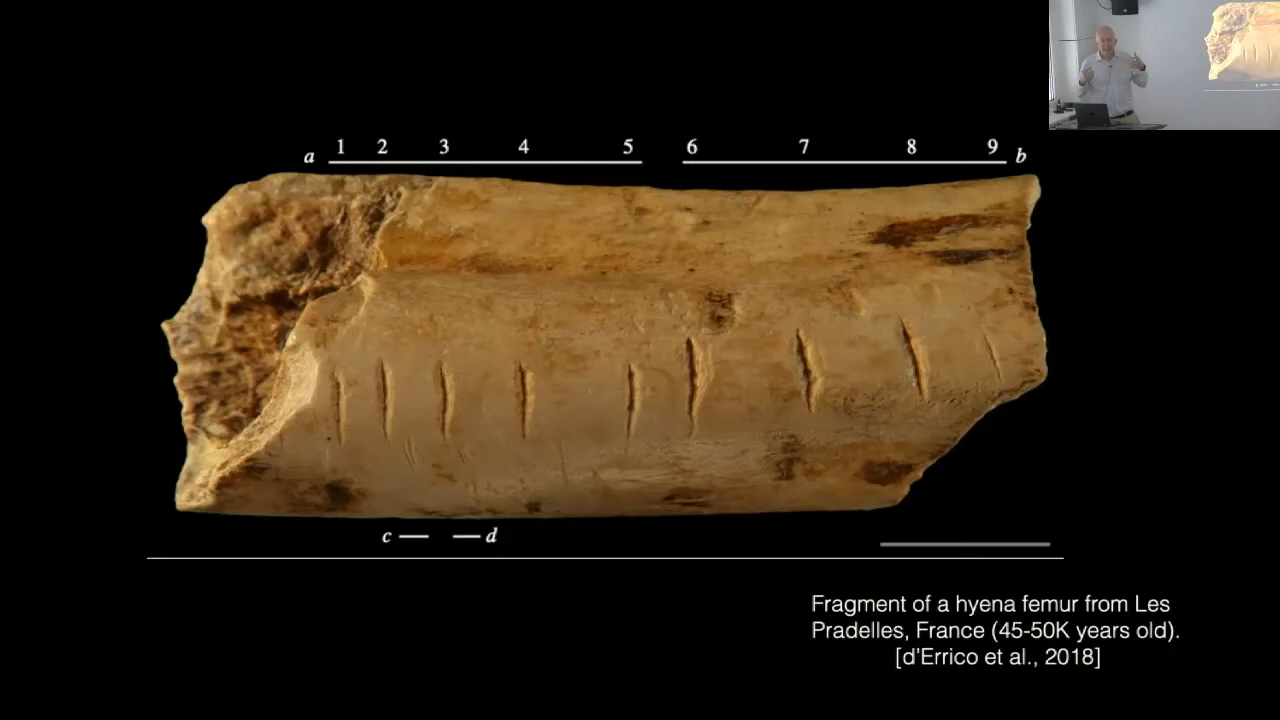 a 1 2 3 4 5 6 7 8 9 b
c d
Fragment of a hyena femur from Les
Pradelles, France (45-50K years old).
[d'Errico et al., 2018]